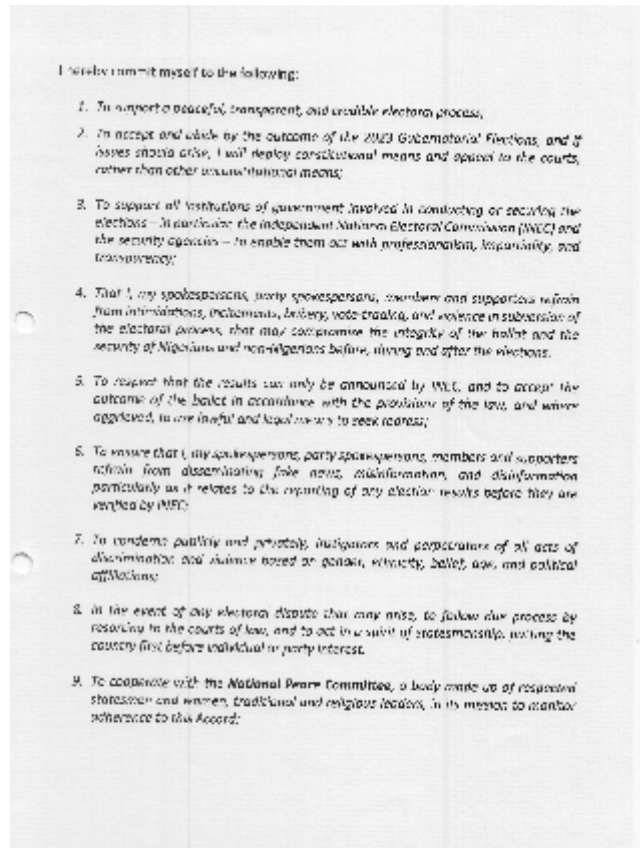 I hereby commit myself to the following:
1. To support a peaceful, transparent, and credible electoral process;
2. To accept and abide by the outcome of the 2023 Gubernatorial Elections, and if
issues should arise, I will deploy constitutional means and appeal to the courts,
rather than other unconstitutional means;
3. To support all institutions of government involved in conducting or securing the
elections – in particular the Independent National Electoral Commission (INEC) and
the security agencies – to enable them act with professionalism, impartiality, and
transparency;
4. That I, my spokespersons, party spokespersons, members and supporters refrain
from intimidations, incitements, bribery, vote-trading, and violence in subversion of
the electoral process, that may compromise the integrity of the ballot and the
security of Nigerians and non-Nigerians before, during and after the elections.
5. To respect that the results can only be announced by INEC, and to accept the
outcome of the ballot in accordance with the provisions of the law, and where
aggrieved, to use lawful and legal means to seek redress;
6. To ensure that I, my spokespersons, party spokespersons, members and supporters
refrain from disseminating fake news, misinformation, and disinformation
particularly as it relates to the reporting of any election results before they are
verified by INEC;
7. To condemn publicly and privately, instigators and perpetrators of all acts of
discrimination and violence based on gender, ethnicity, belief, age, and political
affiliations;
8. In the event of any electoral dispute that may arise, to follow due process by
resorting to the courts of law, and to act in a spirit of statesmanship, putting the
country first before individual or party interest.
9. To cooperate with the National Peace Committee, a body made up of respected
statesmen and women, traditional and religious leaders, in its mission to monitor
adherence to this Accord;